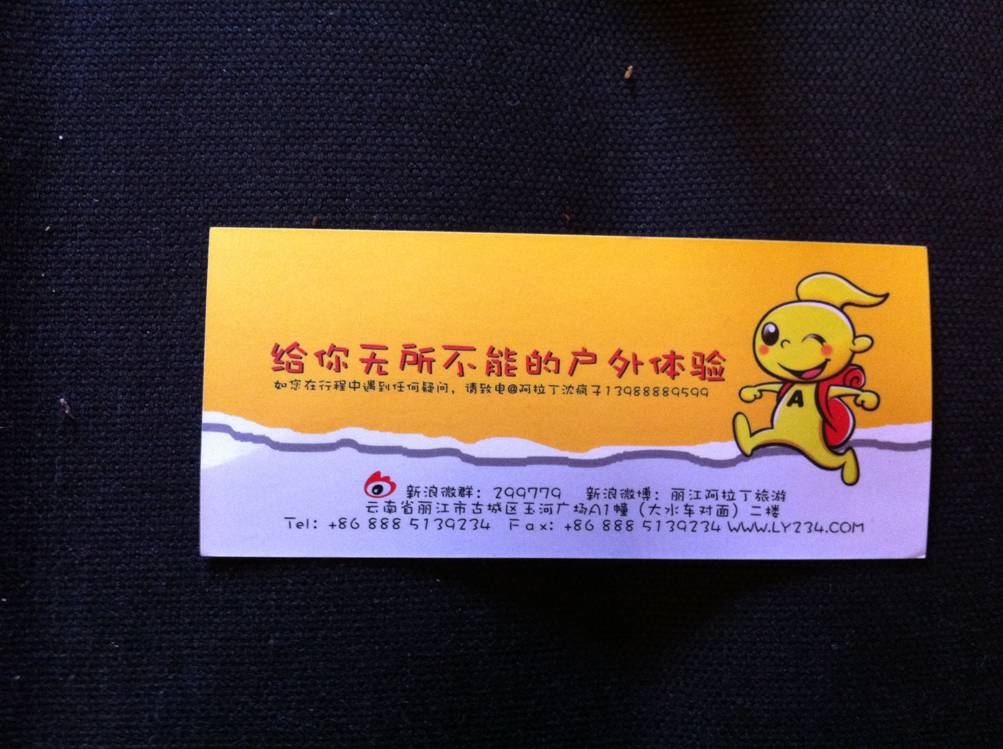 给你无所不能的户外体验
如您在行程中遇到任何疑问，请致电@阿拉丁沈疯子13988889599
A
新浪微群：299779 新浪微博：丽江阿拉丁旅游
云南省丽江市古城区玉河广场A1幢（大水车对面）二楼
Tel: +86 888 5139234 Fax: +86 888 5139234 WWW.LY234.COM